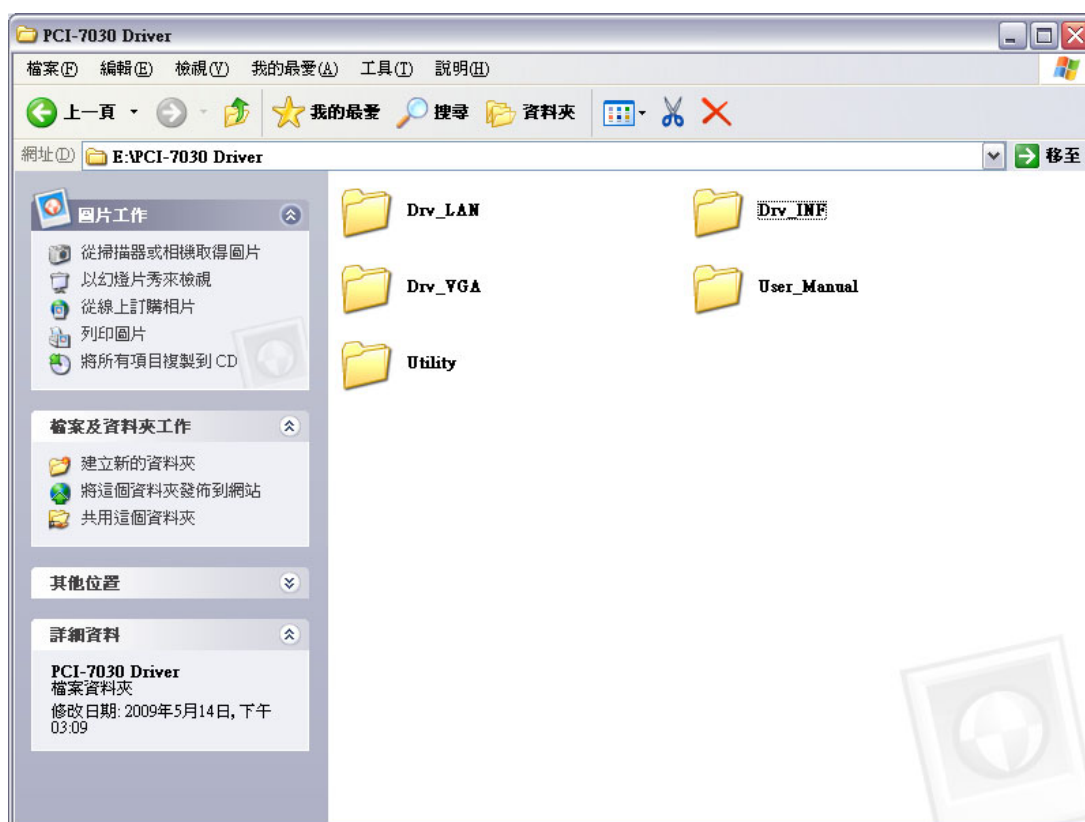 PCI-7030 Driver
檔案(F) 編輯(E) 檢視(V) 我的最愛(A) 工具(T) 説明(H)
上一頁 我的最愛 搜尋 資料夾
網址(D) E:\PCI-7030 Driver 移至
圖片工作
從掃描器或相機取得圖片
以幻燈片秀來檢視
從線上訂購相片
列印圖片
將所有項目複製到 CD
檔案及資料夾工作
建立新的資料夾
將這個資料夾發佈到網站
共用這個資料夾
其他位置
詳細資料
PCI-7030 Driver
檔案資料夾
修改日期: 2009年5月14日, 下午
03:09
Drv_LAN
Drv_INF
Drv_VGA
User_Manual
Utility